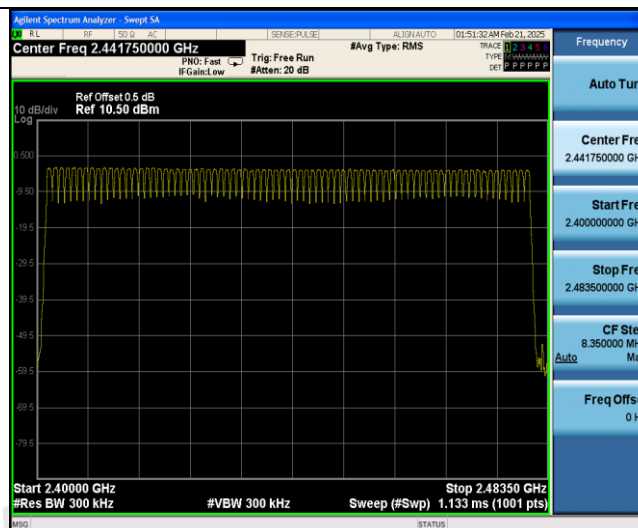 Agilent Spectrum Analyzer - Swept SA
RL RF 50 Ω AC SENSE:PULSE ALIGN AUTO 01:51:32 AM Feb 21, 2025
Center Freq 2.441750000 GHz #Avg Type: RMS TRACE 1 2 3 4 5 6
PNO: Fast Trig: Free Run TYPE
IFGain:Low #Atten: 20 dB DET P P P P P P
Ref Offset 0.5 dB
10 dB/div Ref 10.50 dBm
Log
0.500
-9.50
-19.5
-29.5
-39.5
-49.5
-59.5
-69.5
-79.5
Start 2.40000 GHz Stop 2.48350 GHz
#Res BW 300 kHz #VBW 300 kHz Sweep (#Swp) 1.133 ms (1001 pts)
MSG STATUS
Frequency
Auto Tun
Center Fre
2.441750000 GH
Start Fre
2.400000000 GH
Stop Fre
2.483500000 GH
CF Ste
8.350000 MH
Auto Ma
Freq Offse
0 H